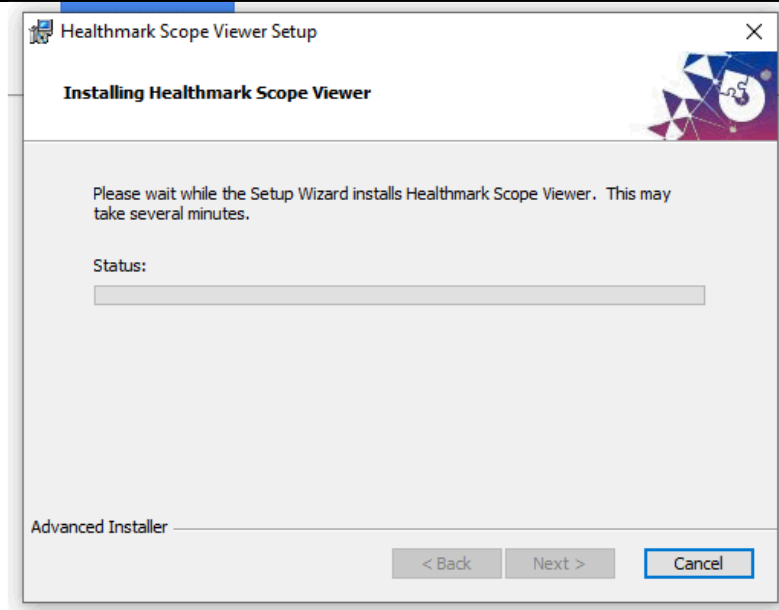 Healthmark Scope Viewer Setup
Installing Healthmark Scope Viewer
Please wait while the Setup Wizard installs Healthmark Scope Viewer. This may
take several minutes.
Status:
Advanced Installer
< Back Next > Cancel